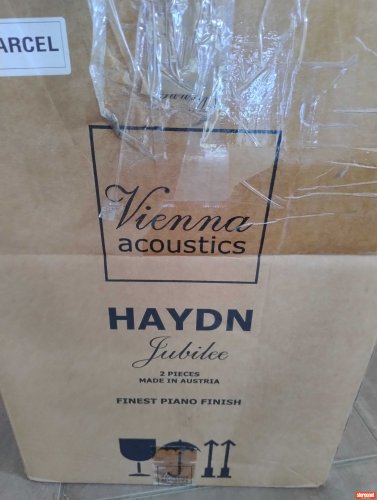 ARCEL
Vienna
acoustics
HAYDN
Jubilee
2 PIECES
MADE IN AUSTRIA
FINEST PIANO FINISH